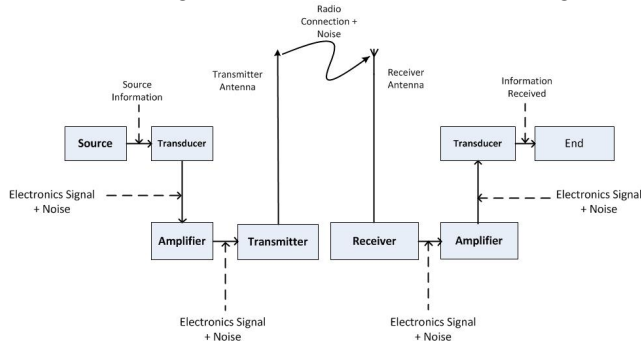 Radio
Connection +
Noise
Transmitter
Antenna
Receiver
Antenna
Source
Information
Information
Received
Source
Transducer
Transducer
End
Electronics Signal
+ Noise
Electronics Signal
+ Noise
Amplifier
Transmitter
Receiver
Amplifier
Electronics Signal
+ Noise
Electronics Signal
+ Noise